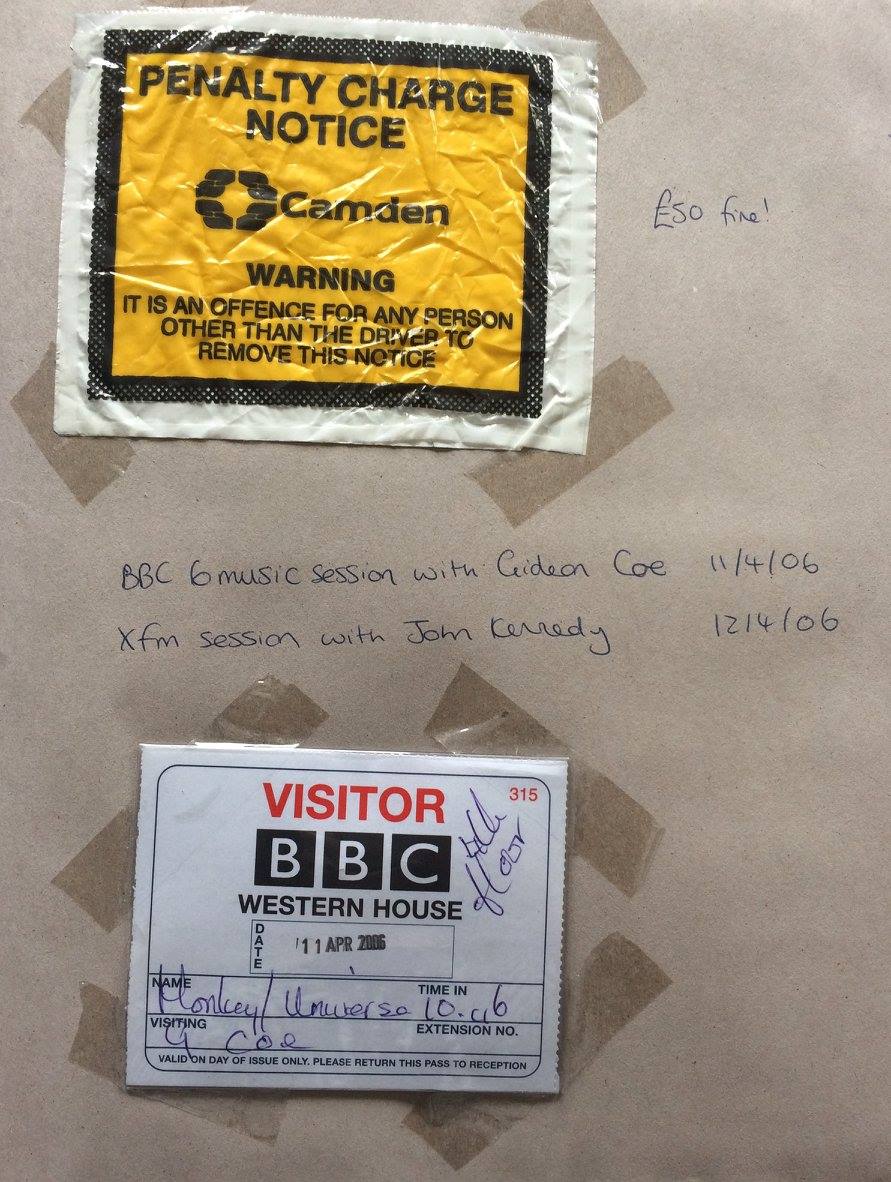 PENALTY CHARGE
NOTICE
Camden
WARNING
IT IS AN OFFENCE FOR ANY PERSON
OTHER THAN THE DRIVER TO
REMOVE THIS NOTICE
£50 fine!
BBC 6music session with Gideon Coe 11/4/06
Xfm session with John Kennedy 12/4/06
VISITOR 315
BBC
WESTERN HOUSE
floor
DATE 11 APR 2006
NAME Monkey/Universe TIME IN 10.46
VISITING G Coe EXTENSION NO.
VALID ON DAY OF ISSUE ONLY. PLEASE RETURN THIS PASS TO RECEPTION